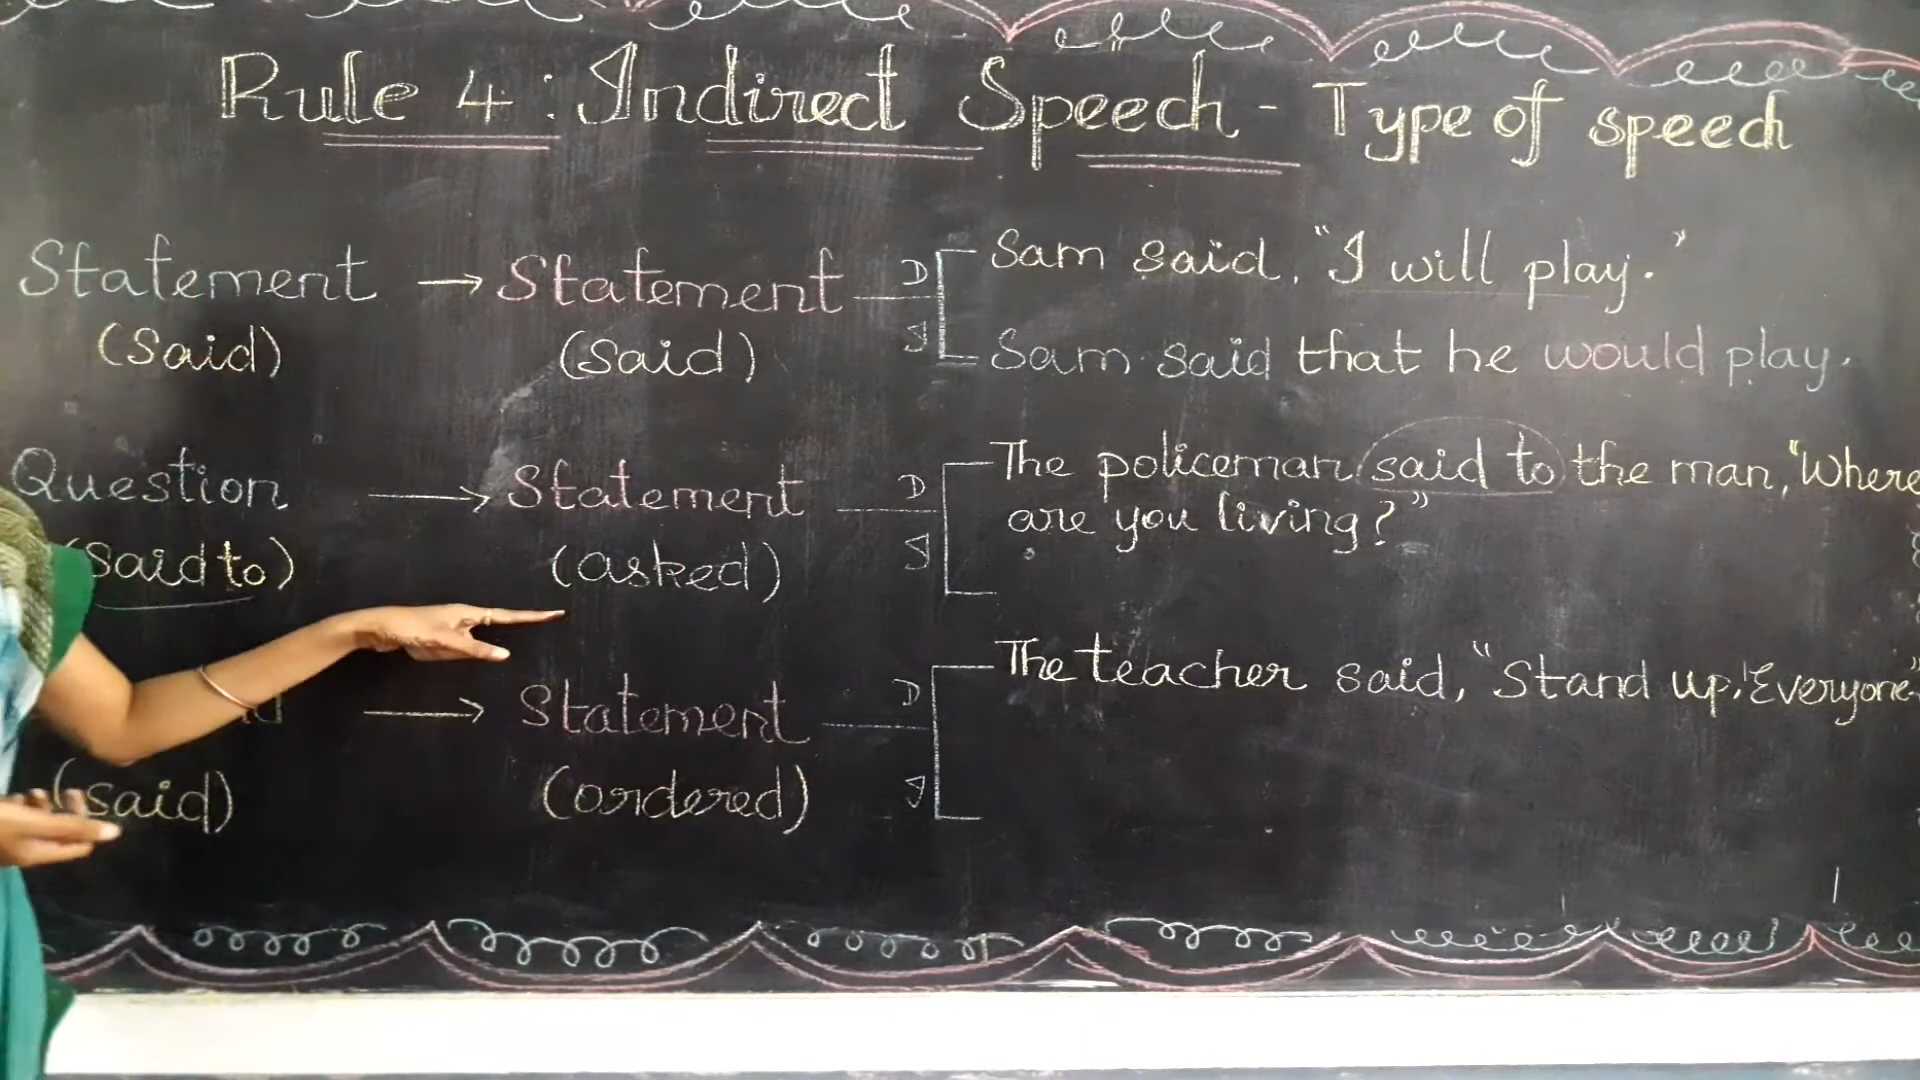 Rule 4 : Indirect Speech - Type of speech
Statement → Statement
(Said)
(Said)
D
I
Sam said, "I will play."
Sam said that he would play.
Question → Statement
(Said to)
(asked)
D
I
The policeman said to the man, "Where
are you living?"
→ Statement
(said)
(ordered)
D
I
The teacher said, "Stand up, Everyone"